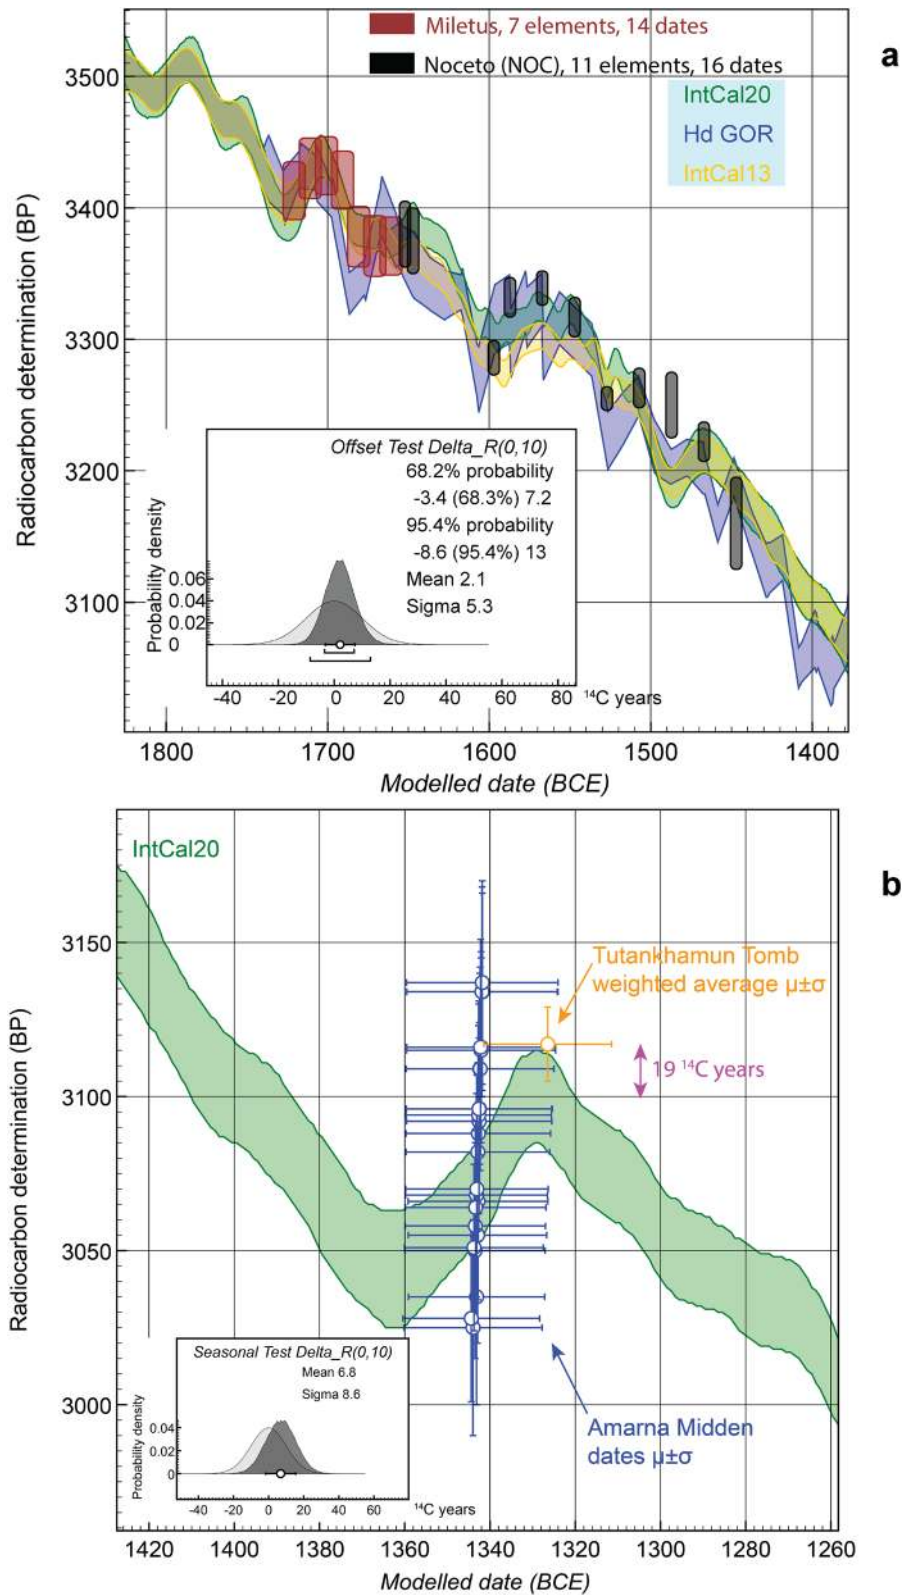 Miletus, 7 elements, 14 dates
Noceto (NOC), 11 elements, 16 dates
a
IntCal20
Hd GOR
IntCal13
3500
3400
3300
3200
3100
Radiocarbon determination (BP)
Offset Test Delta_R(0,10)
68.2% probability
-3.4 (68.3%) 7.2
95.4% probability
-8.6 (95.4%) 13
Mean 2.1
Sigma 5.3
Probability density
0.06
0.04
0.02
0
-40 -20 0 20 40 60 80 ¹⁴C years
1800 1700 1600 1500 1400
Modelled date (BCE)
IntCal20
b
3150
3100
3050
3000
Radiocarbon determination (BP)
Tutankhamun Tomb
weighted average µ±σ
19 ¹⁴C years
Amarna Midden
dates µ±σ
Seasonal Test Delta_R(0,10)
Mean 6.8
Sigma 8.6
Probability density
0.04
0.02
0
-40 -20 0 20 40 60 ¹⁴C years
1420 1400 1380 1360 1340 1320 1300 1280 1260
Modelled date (BCE)